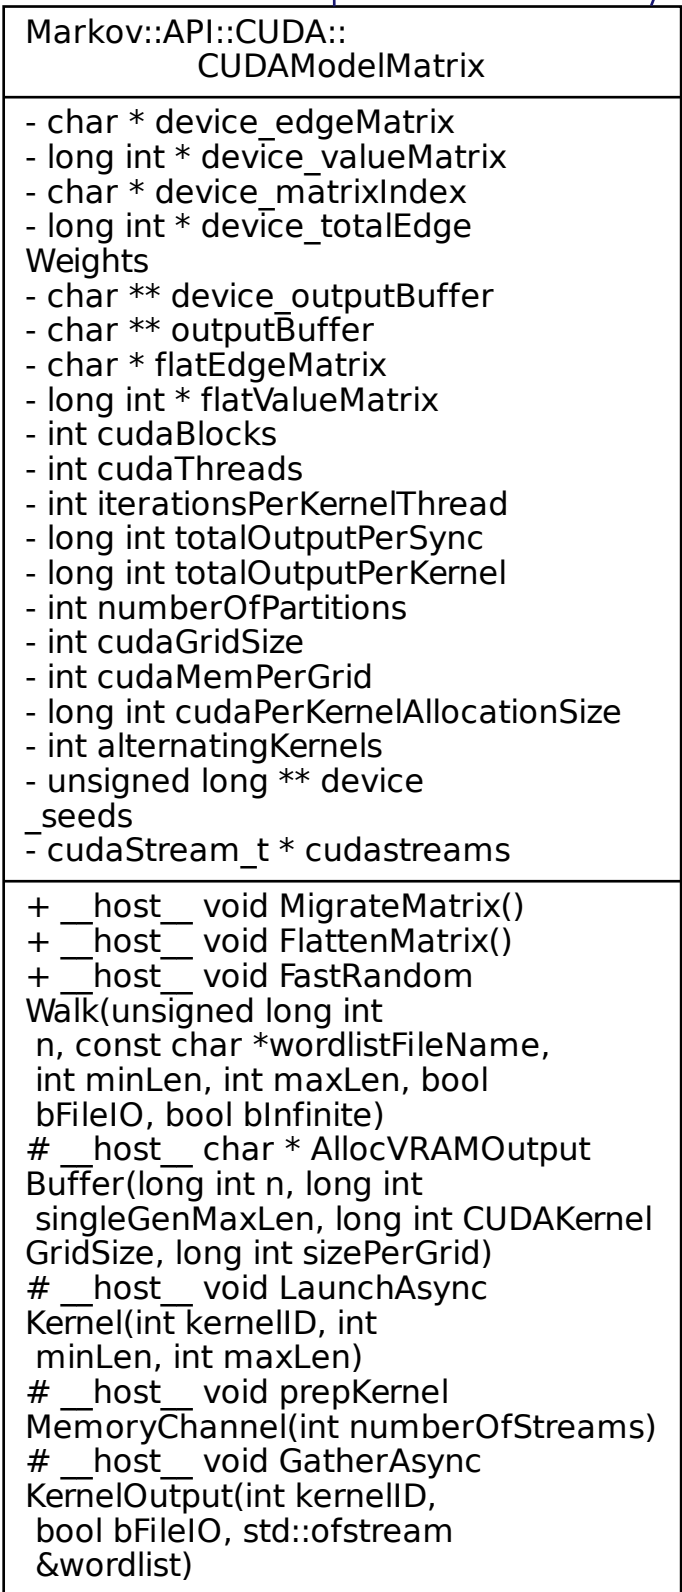 Markov::API::CUDA::
CUDAModelMatrix
- char * device_edgeMatrix
- long int * device_valueMatrix
- char * device_matrixIndex
- long int * device_totalEdge
Weights
- char ** device_outputBuffer
- char ** outputBuffer
- char * flatEdgeMatrix
- long int * flatValueMatrix
- int cudaBlocks
- int cudaThreads
- int iterationsPerKernelThread
- long int totalOutputPerSync
- long int totalOutputPerKernel
- int numberOfPartitions
- int cudaGridSize
- int cudaMemPerGrid
- long int cudaPerKernelAllocationSize
- int alternatingKernels
- unsigned long ** device
_seeds
- cudaStream_t * cudastreams
+ __host__ void MigrateMatrix()
+ __host__ void FlattenMatrix()
+ __host__ void FastRandom
Walk(unsigned long int
n, const char *wordlistFileName,
int minLen, int maxLen, bool
bFileIO, bool bInfinite)
# __host__ char * AllocVRAMOutput
Buffer(long int n, long int
singleGenMaxLen, long int CUDAKernel
GridSize, long int sizePerGrid)
# __host__ void LaunchAsync
Kernel(int kernelID, int
minLen, int maxLen)
# __host__ void prepKernel
MemoryChannel(int numberOfStreams)
# __host__ void GatherAsync
KernelOutput(int kernelID,
bool bFileIO, std::ofstream
&wordlist)